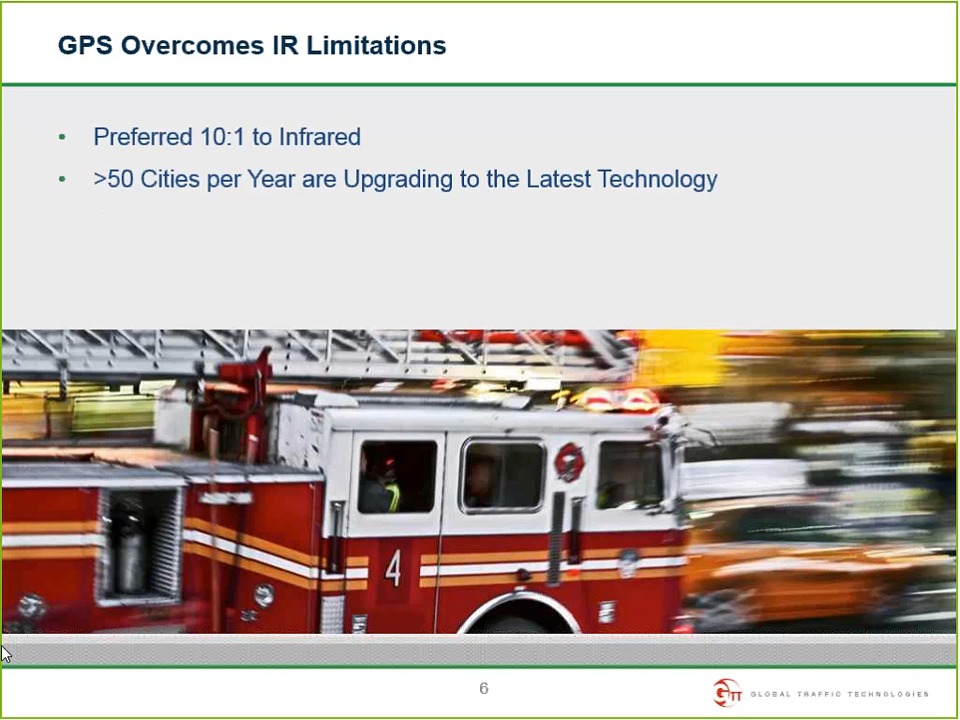 GPS Overcomes IR Limitations
• Preferred 10:1 to Infrared
• >50 Cities per Year are Upgrading to the Latest Technology
4
6
GTT GLOBAL TRAFFIC TECHNOLOGIES